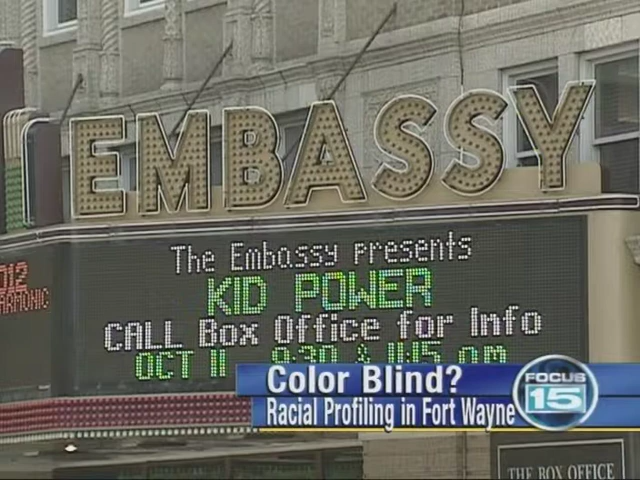 EMBASSY
The Embassy presents
KID POWER
CALL Box Office for Info
OCT 11 9:30 & 11:15
Color Blind?
Racial Profiling in Fort Wayne
FOCUS
15
THE BOX OFFICE